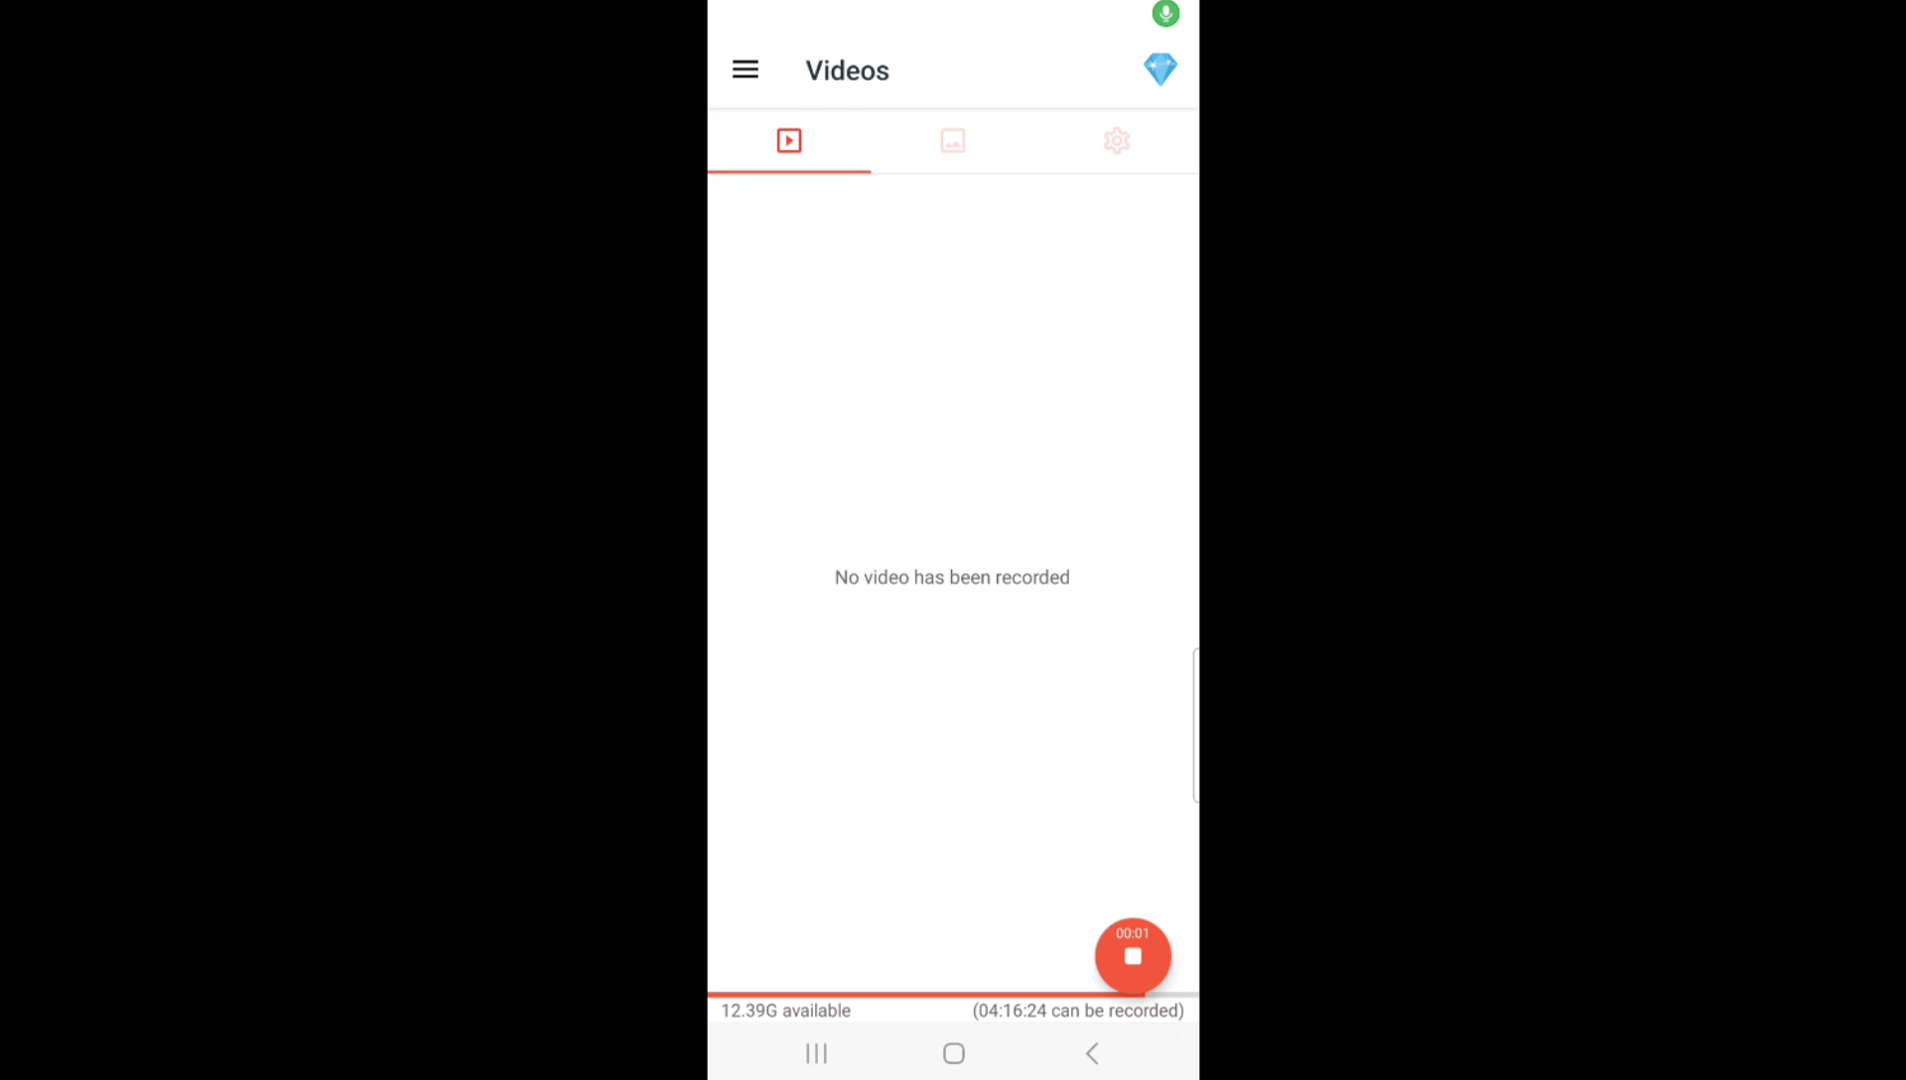 Videos
No video has been recorded
00:01
12.39G available
(04:16:24 can be recorded)